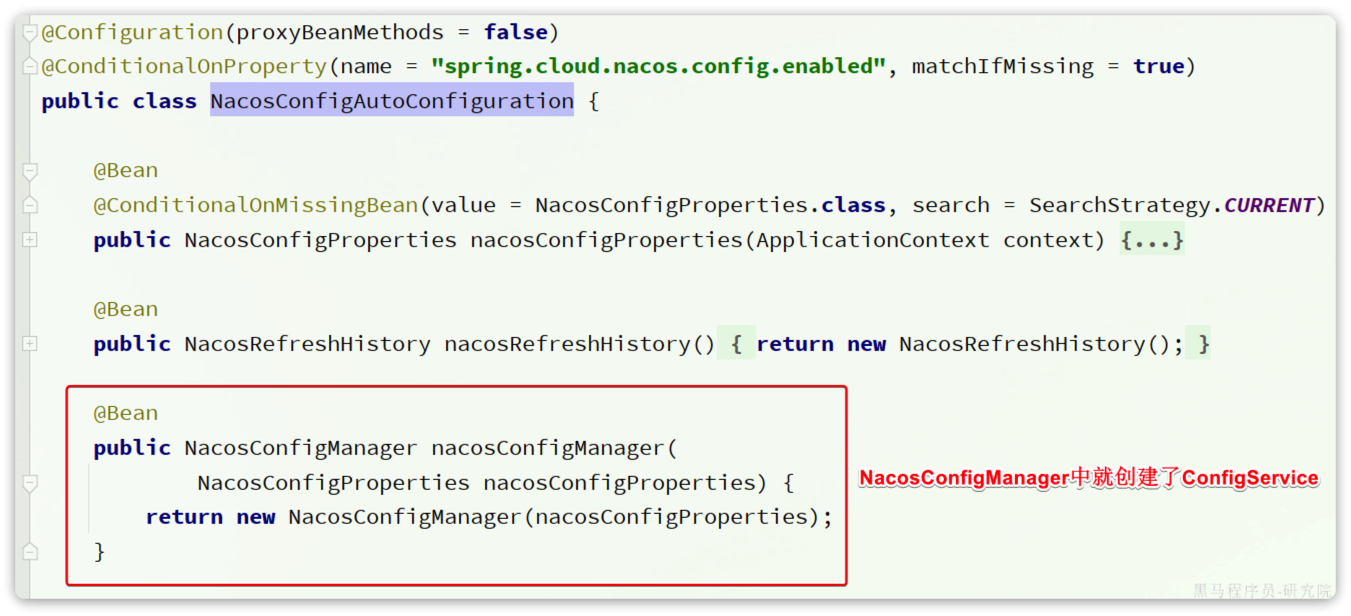 @Configuration(proxyBeanMethods = false)
@ConditionalOnProperty(name = "spring.cloud.nacos.config.enabled", matchIfMissing = true)
public class NacosConfigAutoConfiguration {
@Bean
@ConditionalOnMissingBean(value = NacosConfigProperties.class, search = SearchStrategy.CURRENT)
public NacosConfigProperties nacosConfigProperties(ApplicationContext context) {...}
@Bean
public NacosRefreshHistory nacosRefreshHistory() { return new NacosRefreshHistory(); }
@Bean
public NacosConfigManager nacosConfigManager(
NacosConfigProperties nacosConfigProperties) {
return new NacosConfigManager(nacosConfigProperties);
}
NacosConfigManager中就创建了ConfigService
黑马程序员-研究院